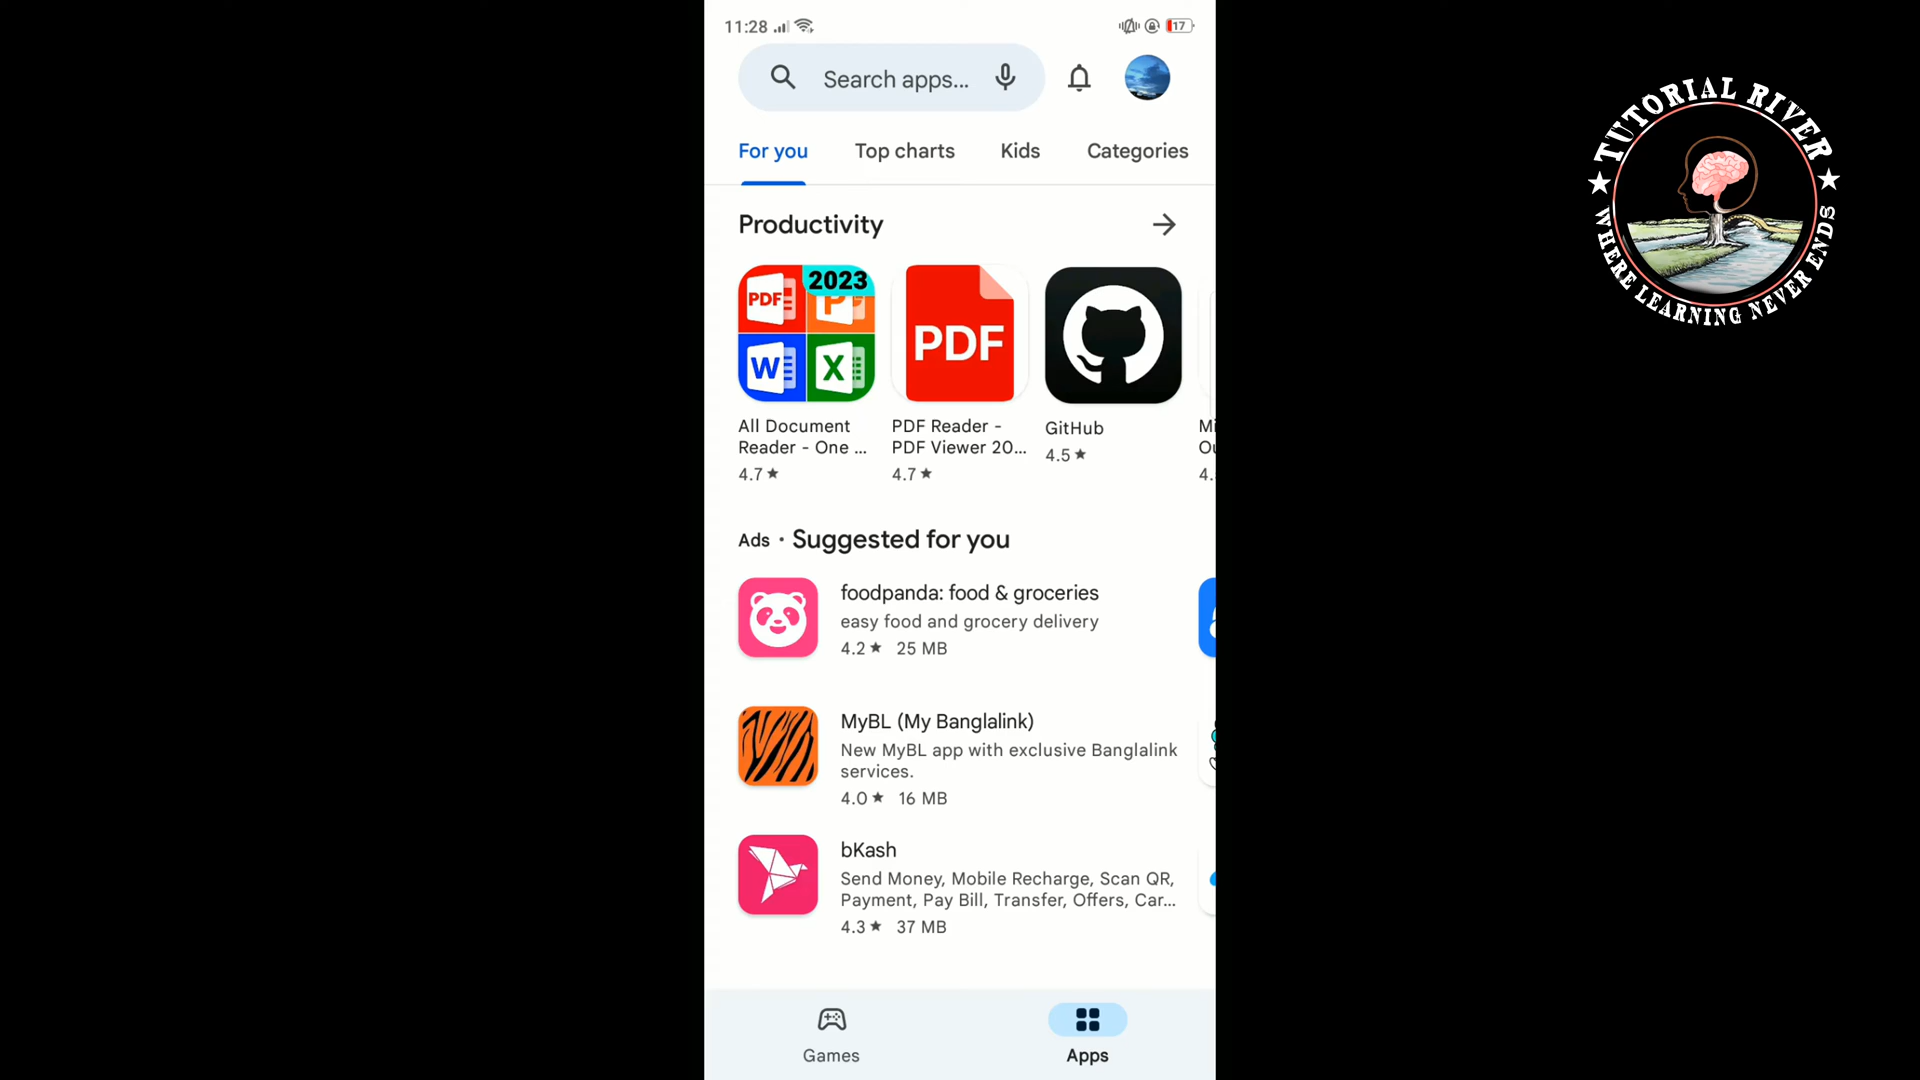 11:28
17
Search apps...
For you Top charts Kids Categories
Productivity
2023
PDF
P
W
X
PDF
All Document
Reader - One ...
4.7★
PDF Reader -
PDF Viewer 20...
4.7★
GitHub
4.5★
Mi
Ou
4.
Ads • Suggested for you
foodpanda: food & groceries
easy food and grocery delivery
4.2★ 25 MB
MyBL (My Banglalink)
New MyBL app with exclusive Banglalink
services.
4.0★ 16 MB
bKash
Send Money, Mobile Recharge, Scan QR,
Payment, Pay Bill, Transfer, Offers, Car...
4.3★ 37 MB
Games Apps
TUTORIAL RIVER
★ WHERE LEARNING NEVER ENDS ★